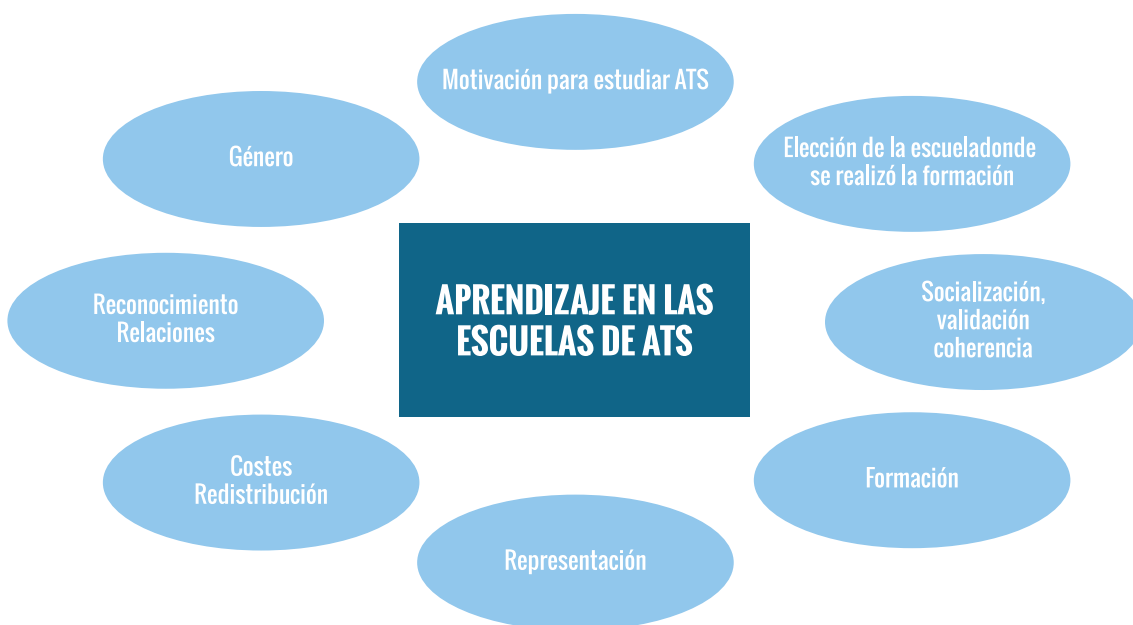 Motivación para estudiar ATS
Elección de la escueladonde
se realizó la formación
Socialización,
validación
coherencia
Formación
Representación
Costes
Redistribución
Reconocimiento
Relaciones
Género
APRENDIZAJE EN LAS
ESCUELAS DE ATS